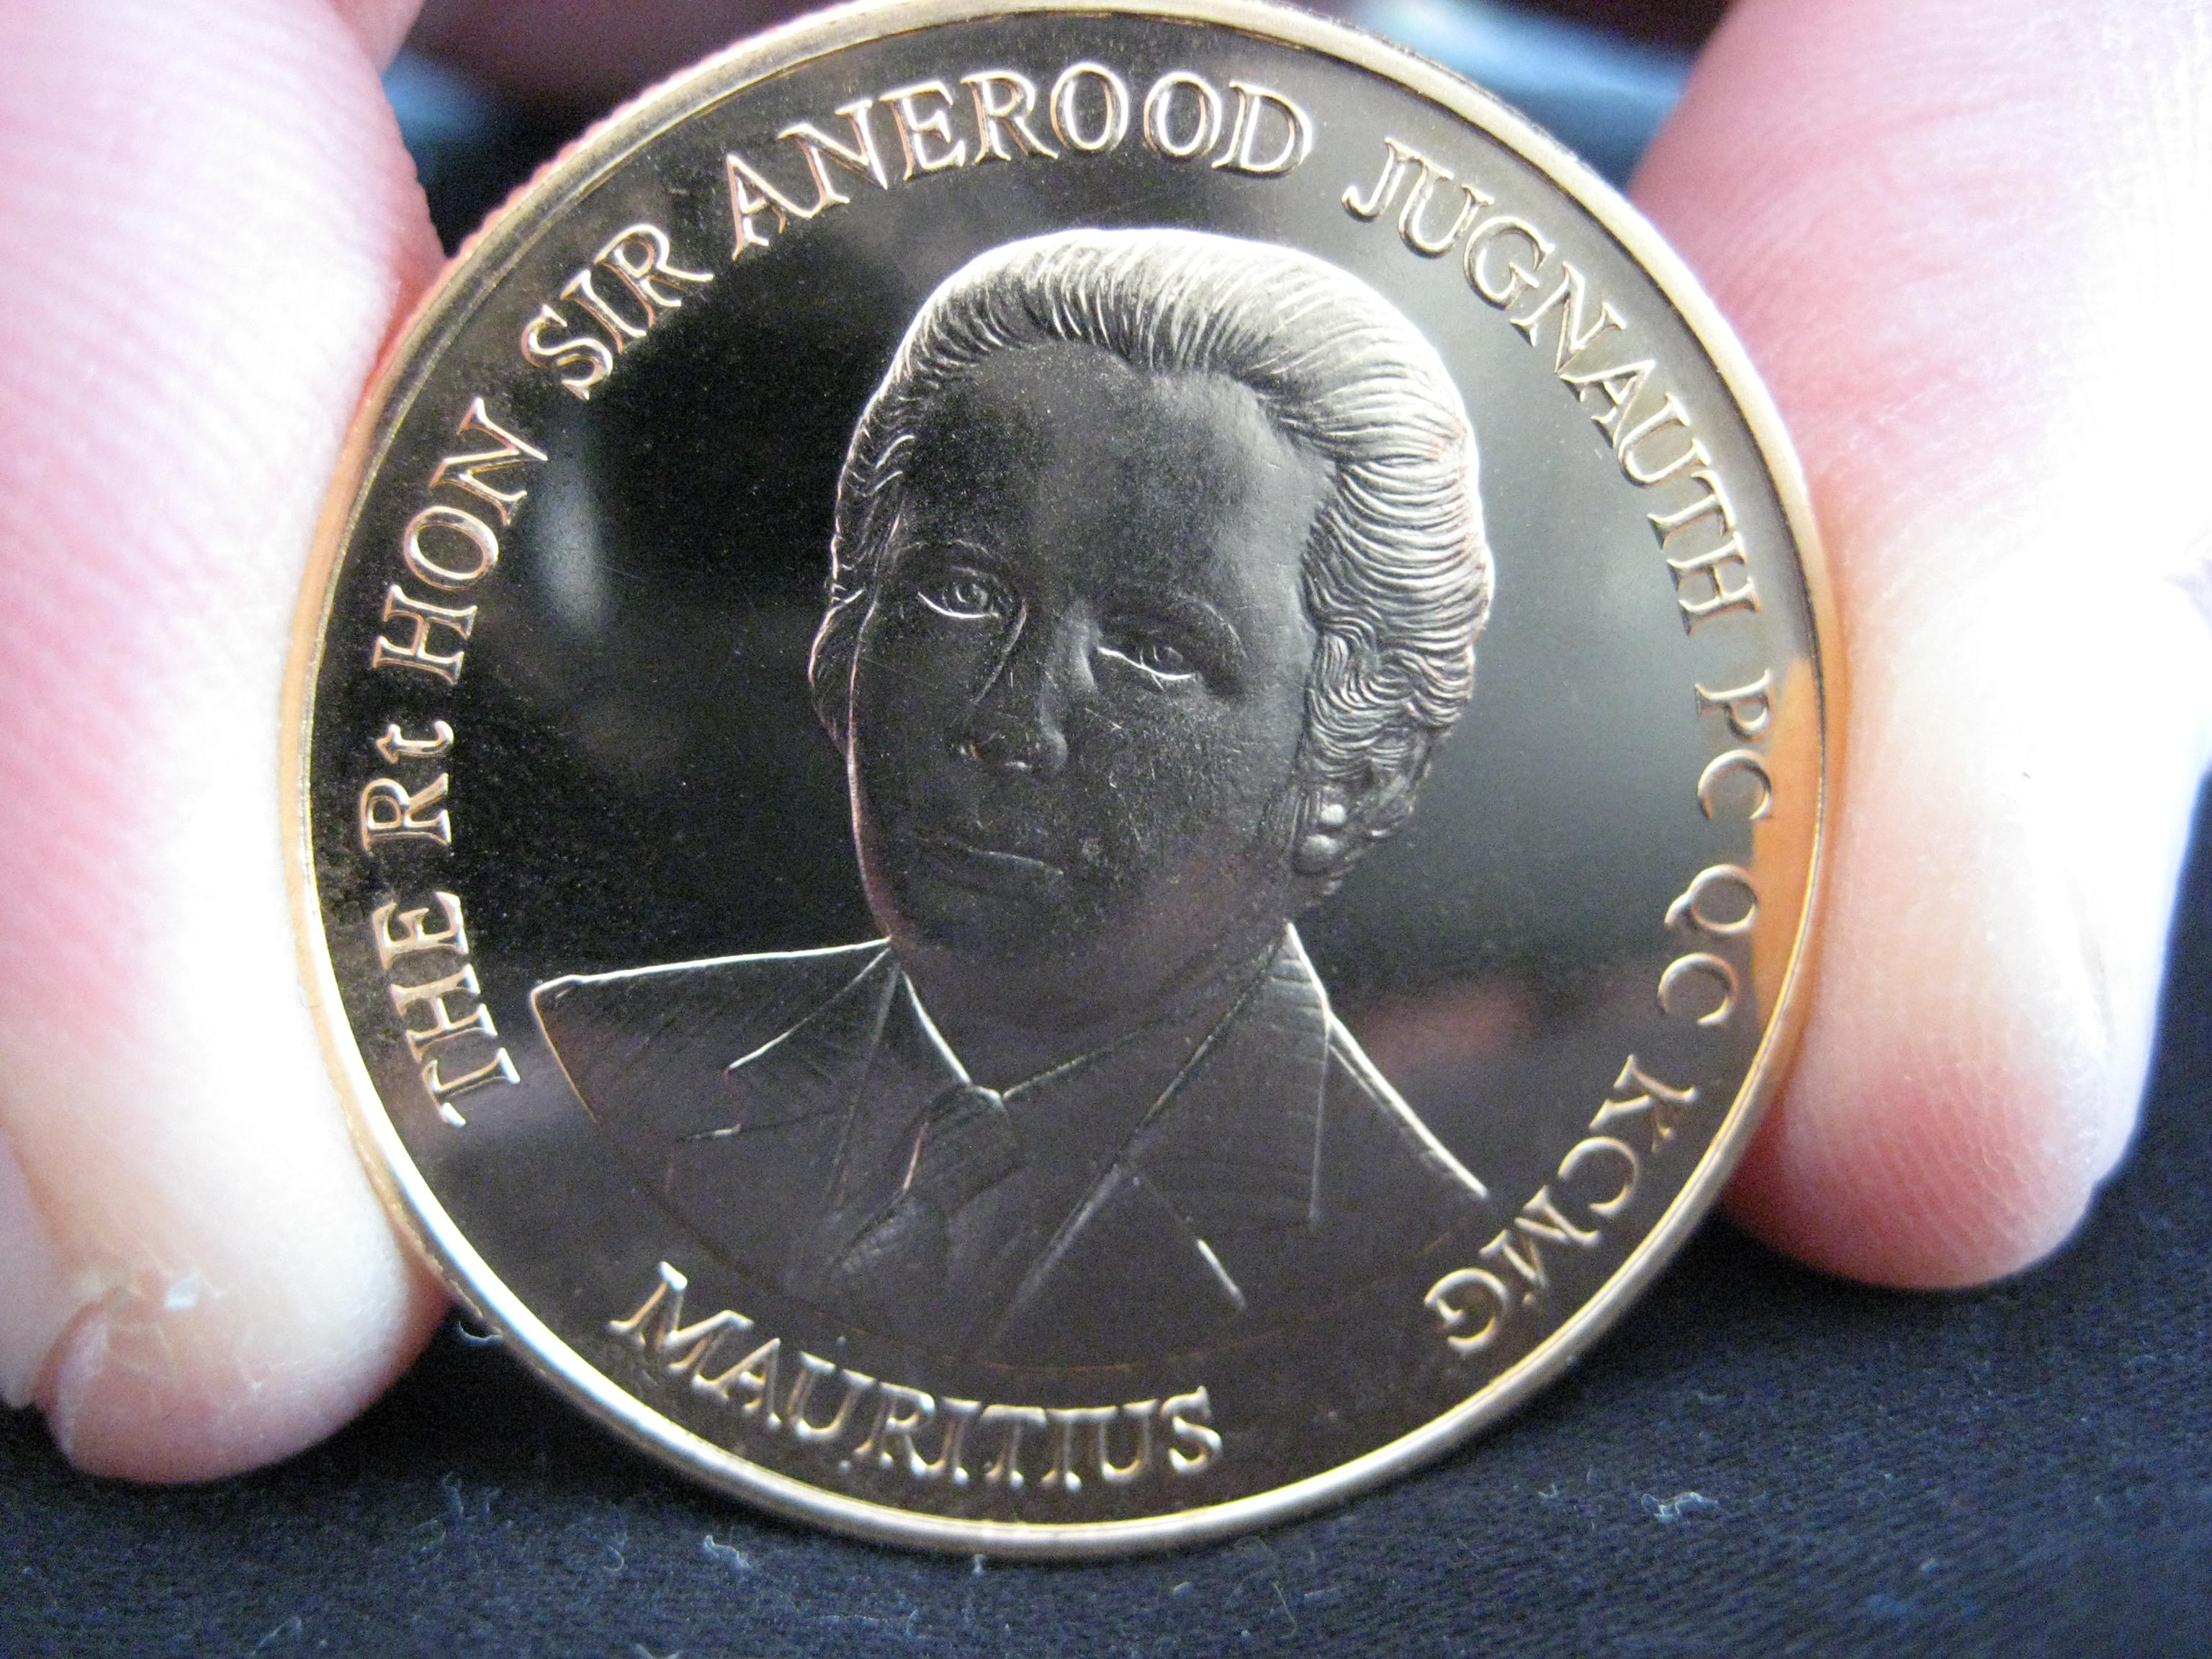 THE Rt HON SIR ANEROOD JUGNAUTH PC QC KCMG
MAURITIUS